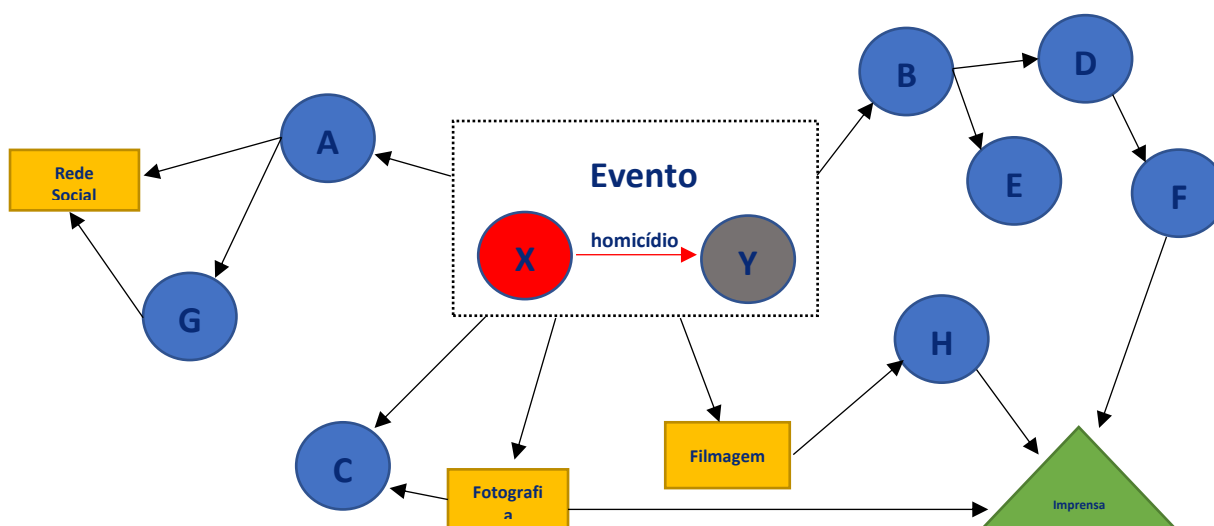 B
D
A
Rede
Social
Evento
E
F
homicídio
X
Y
G
H
C
Filmagem
Fotografi
a
Imprensa